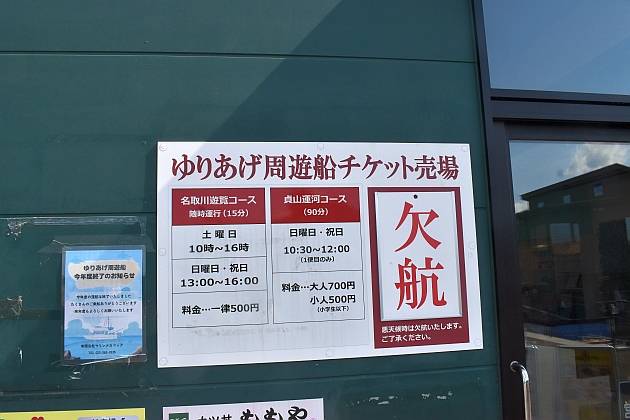 ゆりあげ周遊船チケット売場
名取川遊覧コース
随時運行(15分)
土曜日
10時〜16時
日曜日・祝日
13:00〜16:00
料金…一律500円
貞山運河コース
(90分)
日曜日・祝日
10:30〜12:00
(1便目のみ)
料金…大人700円
小人500円
(小学生以下)
欠航
悪天候時は欠航いたします。
ご了承ください。
ゆりあげ周遊船
今年度終了のお知らせ